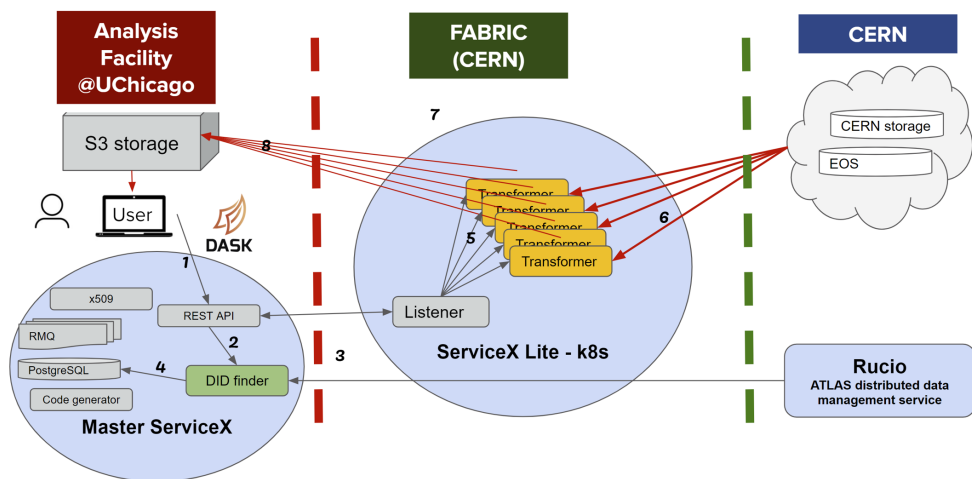 Analysis
Facility
@UChicago
FABRIC
(CERN)
CERN
S3 storage
8
7
CERN storage
EOS
User
DASK
Transformer
Transformer
Transformer
Transformer
Transformer
5
6
1
x509
REST API
RMQ
2
Listener
PostgreSQL
4
DID finder
Code generator
Master ServiceX
3
ServiceX Lite - k8s
Rucio
ATLAS distributed data
management service